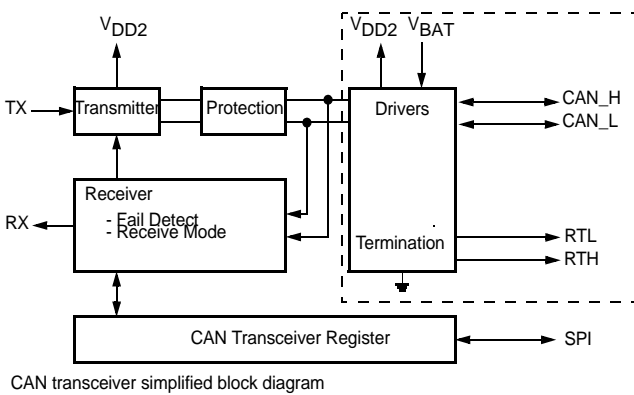 VDD2
VDD2
VBAT
TX
Transmitter
Protection
Drivers
CAN_H
CAN_L
Receiver
- Fail Detect
- Receive Mode
RX
Termination
RTL
RTH
CAN Transceiver Register
SPI
CAN transceiver simplified block diagram